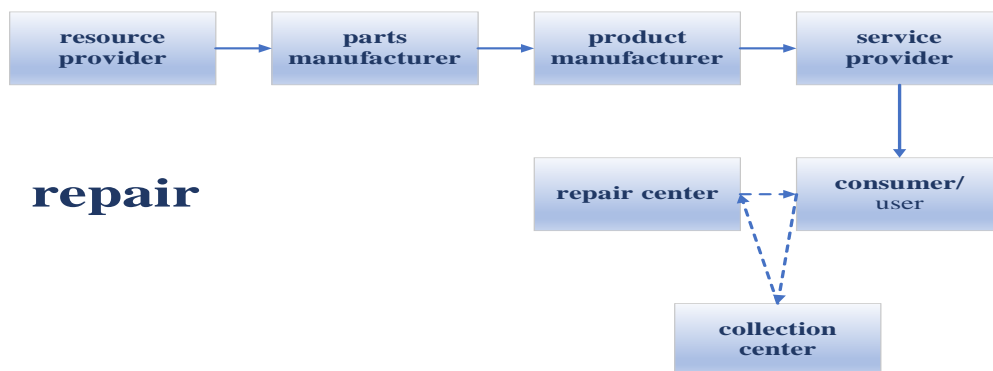 resource
provider
parts
manufacturer
product
manufacturer
service
provider
repair
repair center
consumer/
user
collection
center